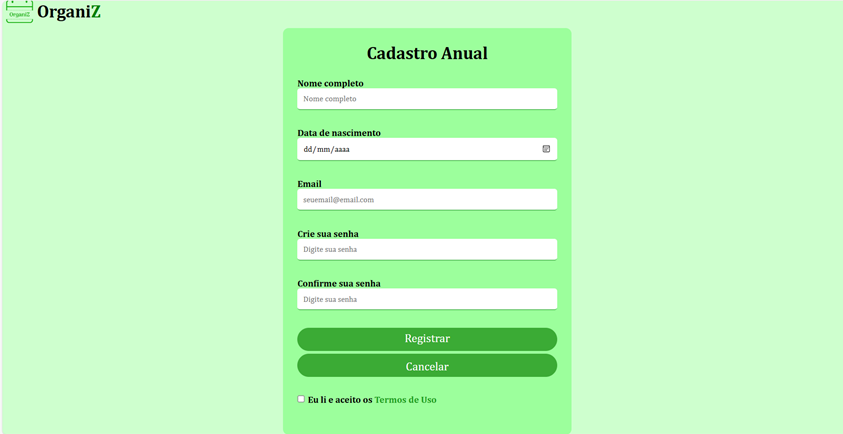 OrganiZ
OrganiZ
Cadastro Anual
Nome completo
Nome completo
Data de nascimento
dd/mm/aaaa
Email
seuemail@email.com
Crie sua senha
Digite sua senha
Confirme sua senha
Digite sua senha
Registrar
Cancelar
Eu li e aceito os Termos de Uso